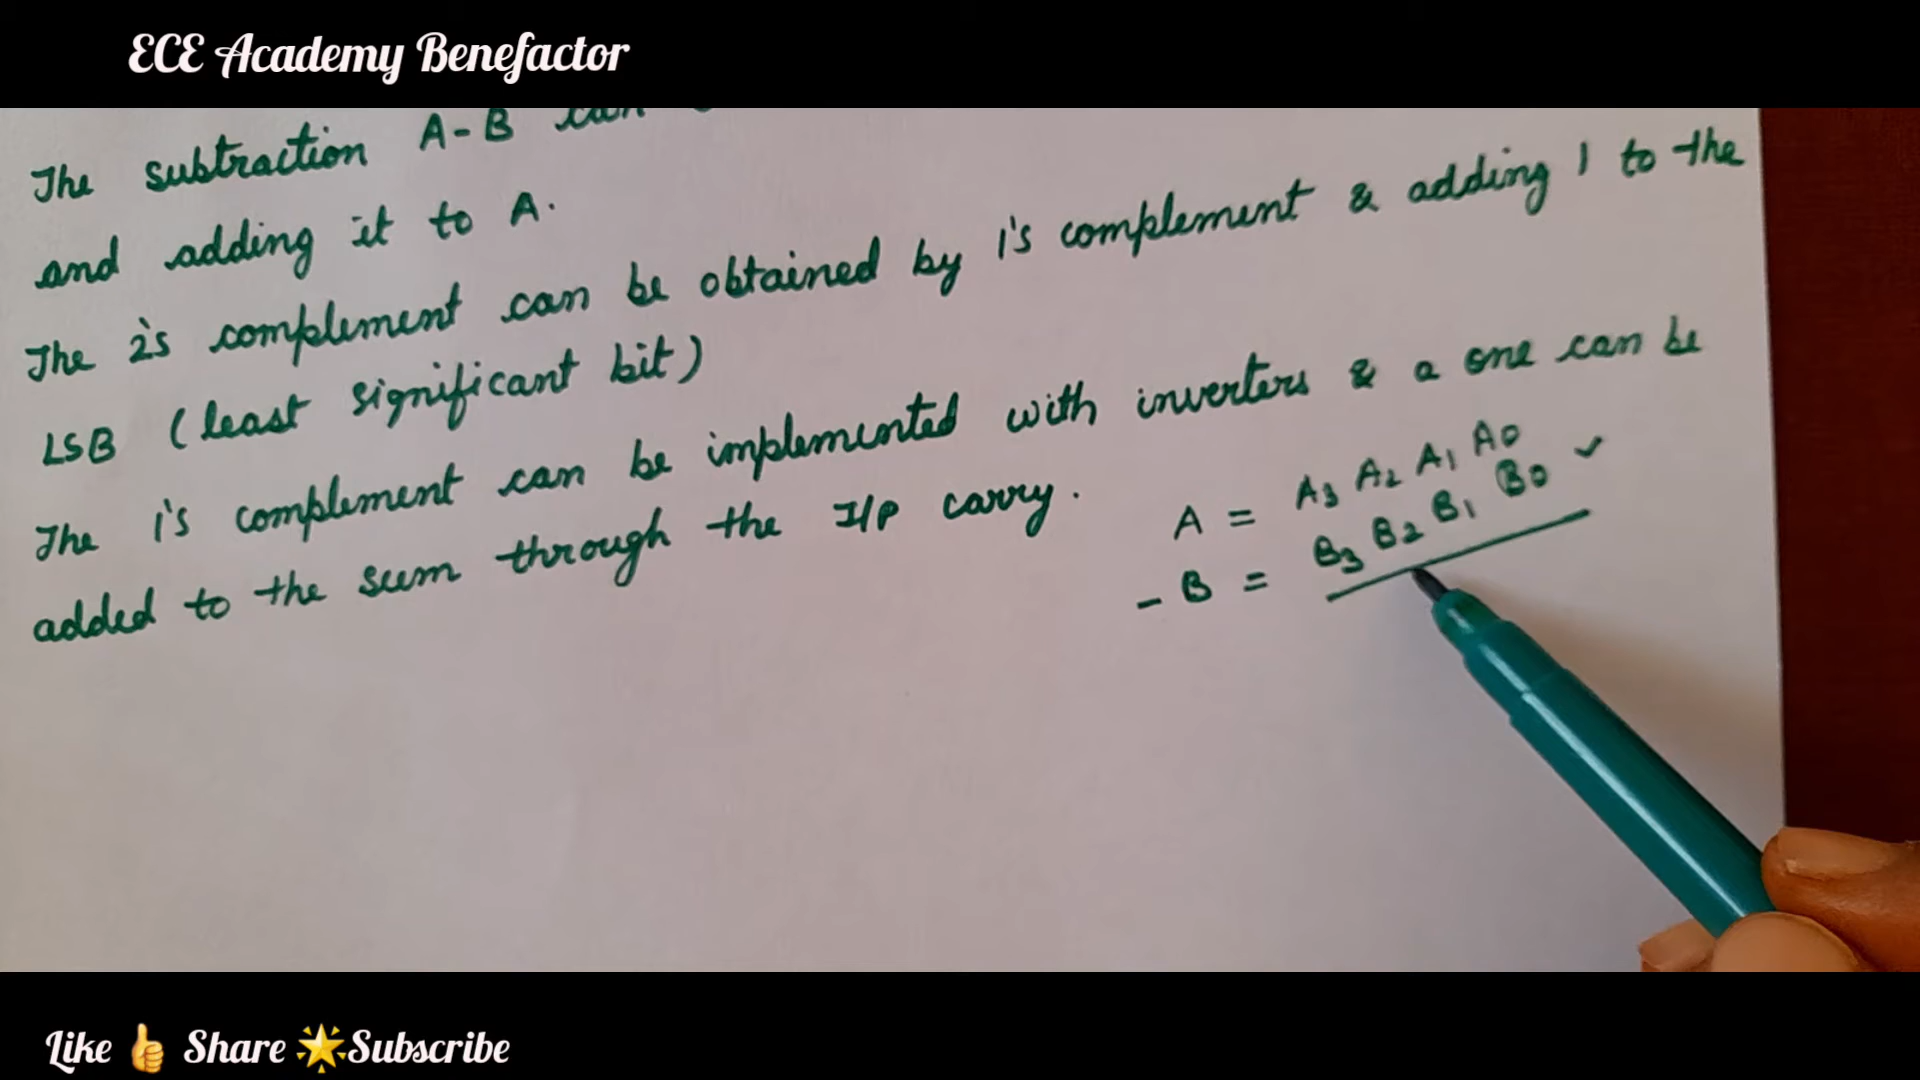 ECE Academy Benefactor
The subtraction A-B can
and adding it to A.
The 2's complement can be obtained by 1's complement & adding 1 to the
LSB (least significant bit)
The 1's complement can be implemented with inverters & a one can be
added to the sum through the I/P carry.
A = A3 A2 A1 A0
- B = B3 B2 B1 B0 ✓
Like 👍 Share 🌟Subscribe